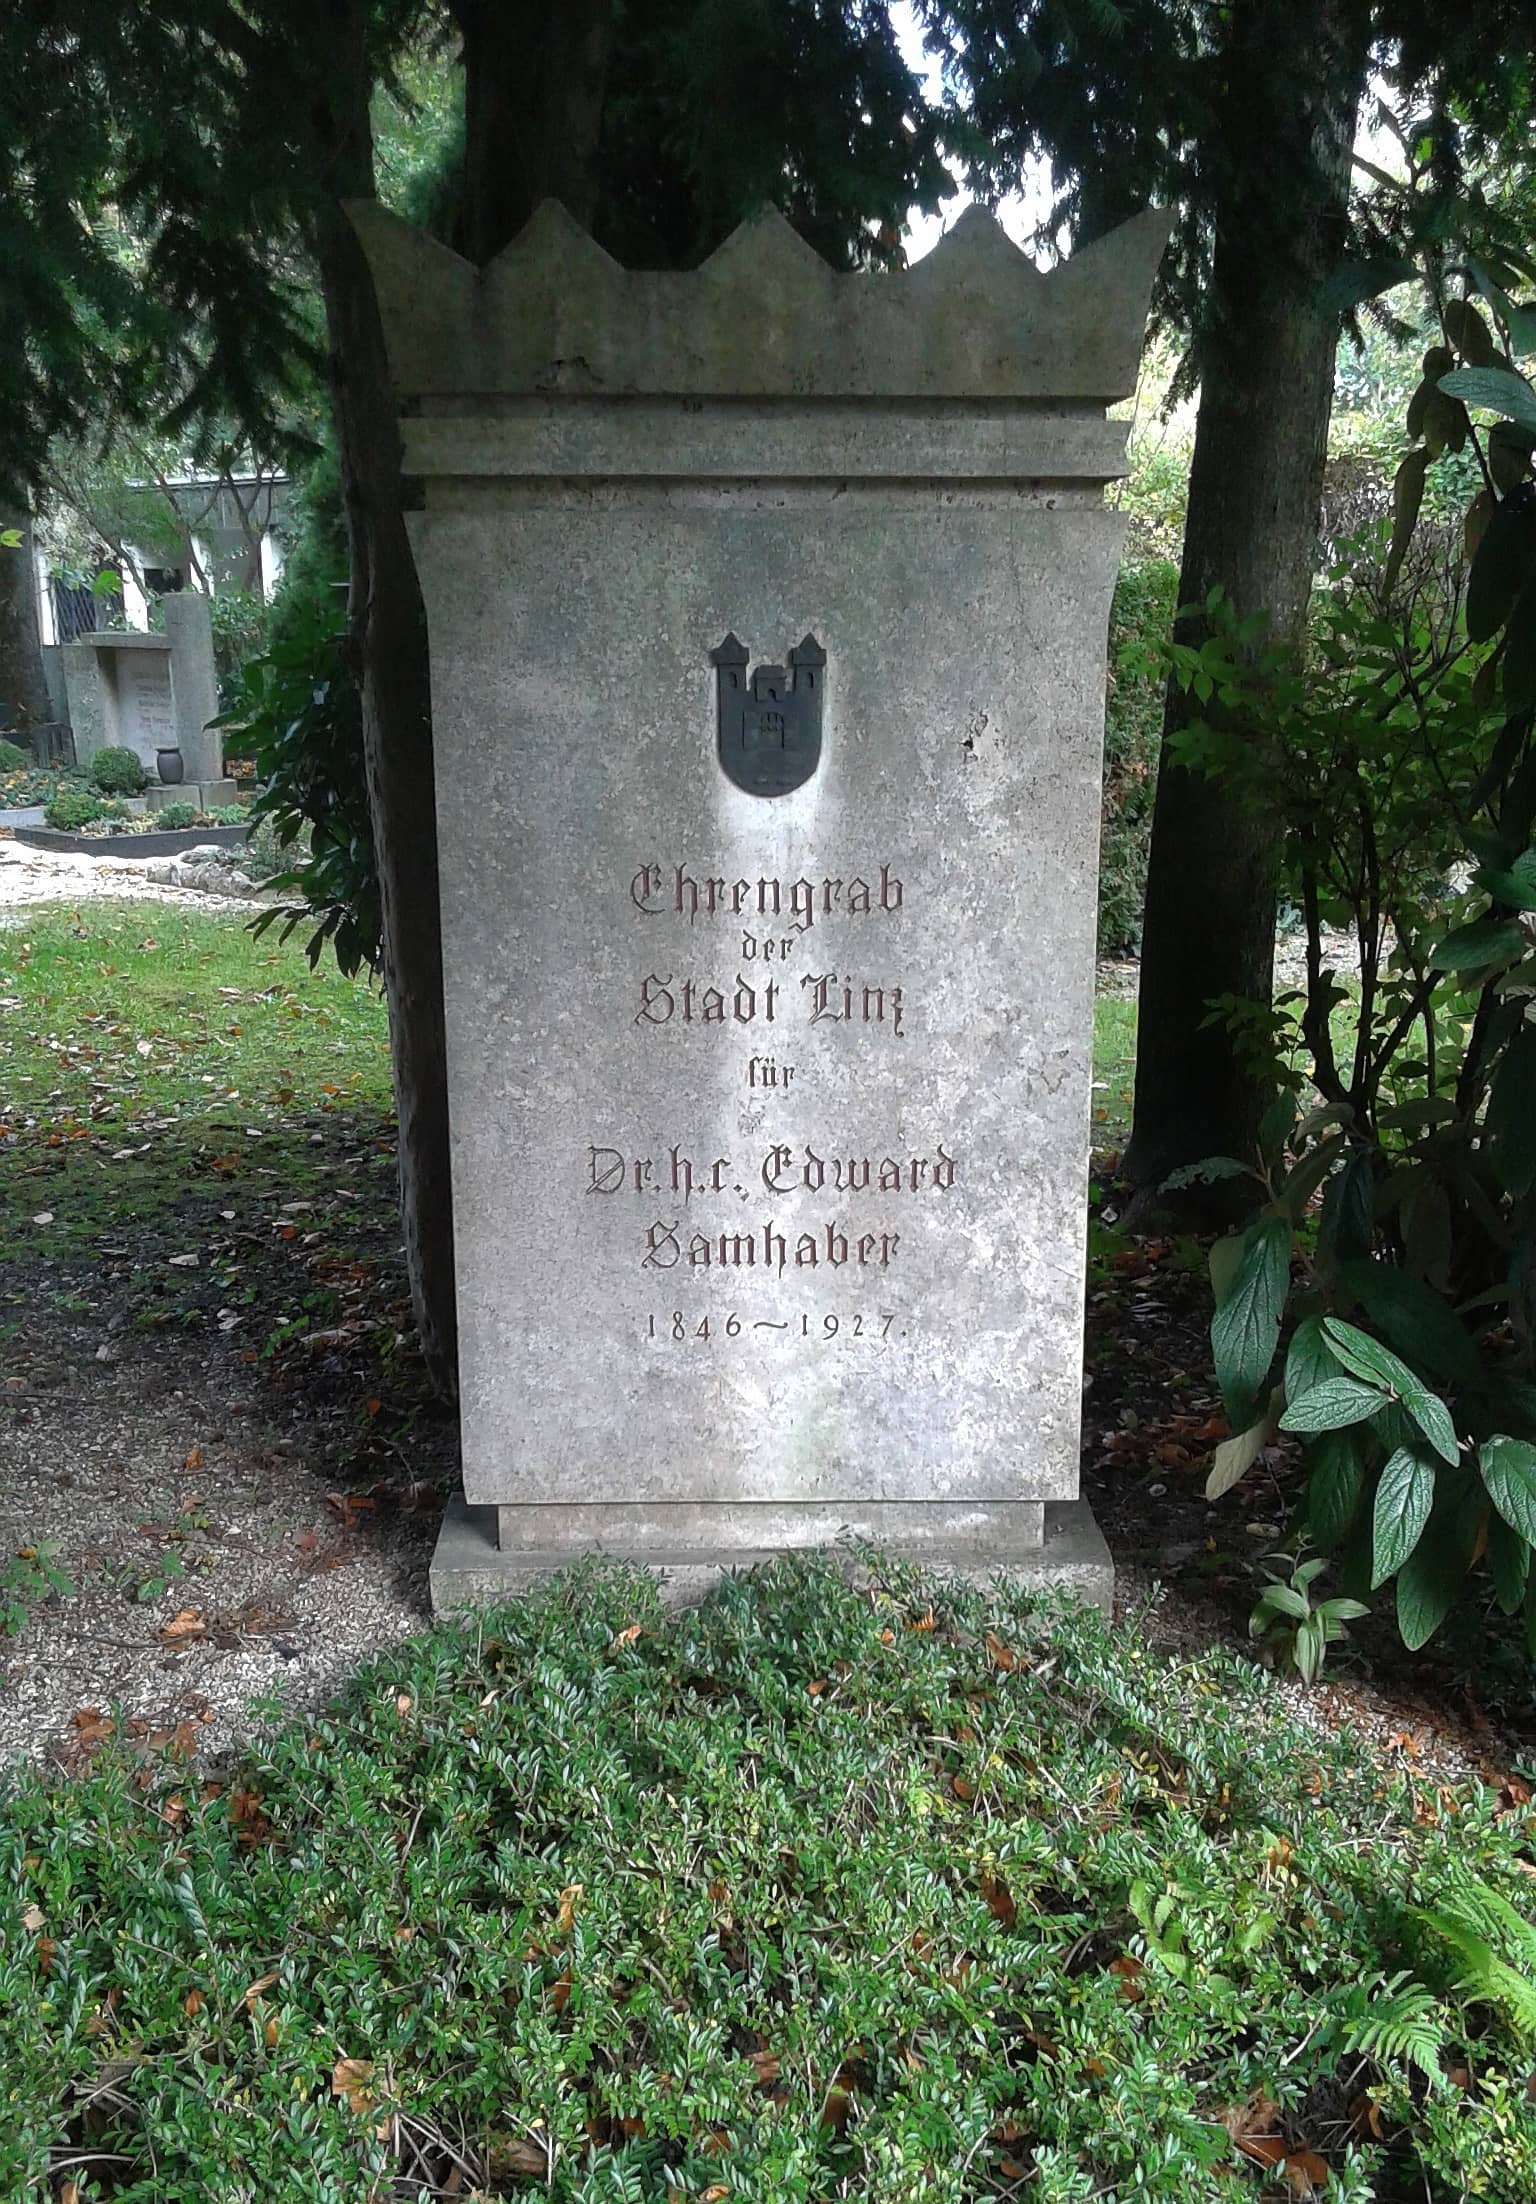 Ehrengrab
der
Stadt Linz
für
Dr.h.c. Edward
Samhaber
1846~1927.